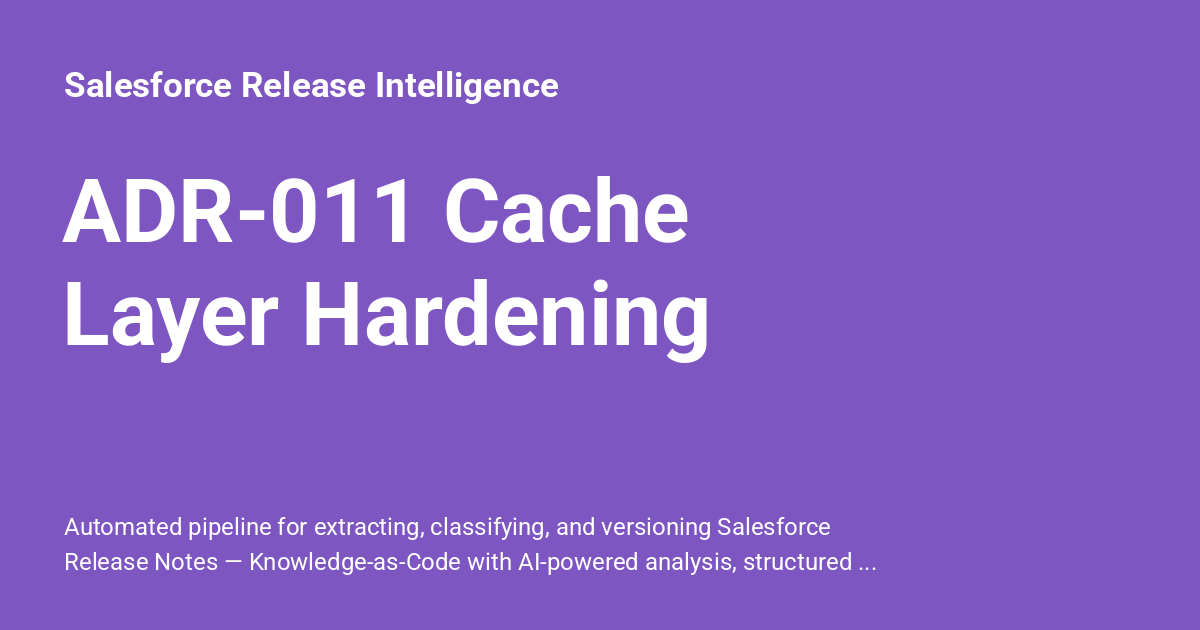 Salesforce Release Intelligence
ADR-011 Cache
Layer Hardening
Automated pipeline for extracting, classifying, and versioning Salesforce
Release Notes — Knowledge-as-Code with AI-powered analysis, structured ...